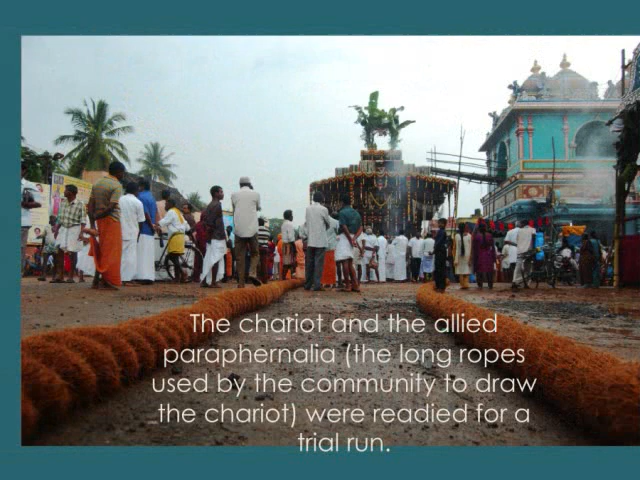 The chariot and the allied
paraphernalia (the long ropes
used by the community to draw
the chariot) were readied for a
trial run.